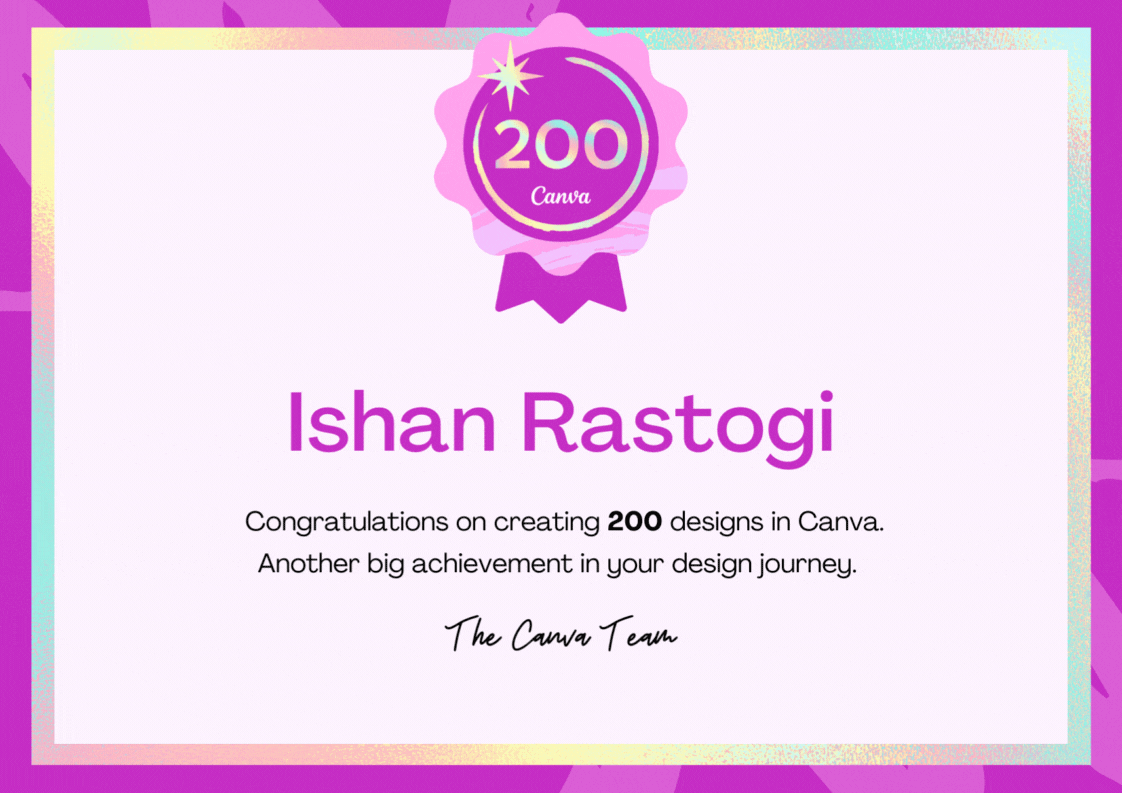 200
Canva
Ishan Rastogi
Congratulations on creating 200 designs in Canva.
Another big achievement in your design journey.
The Canva Team